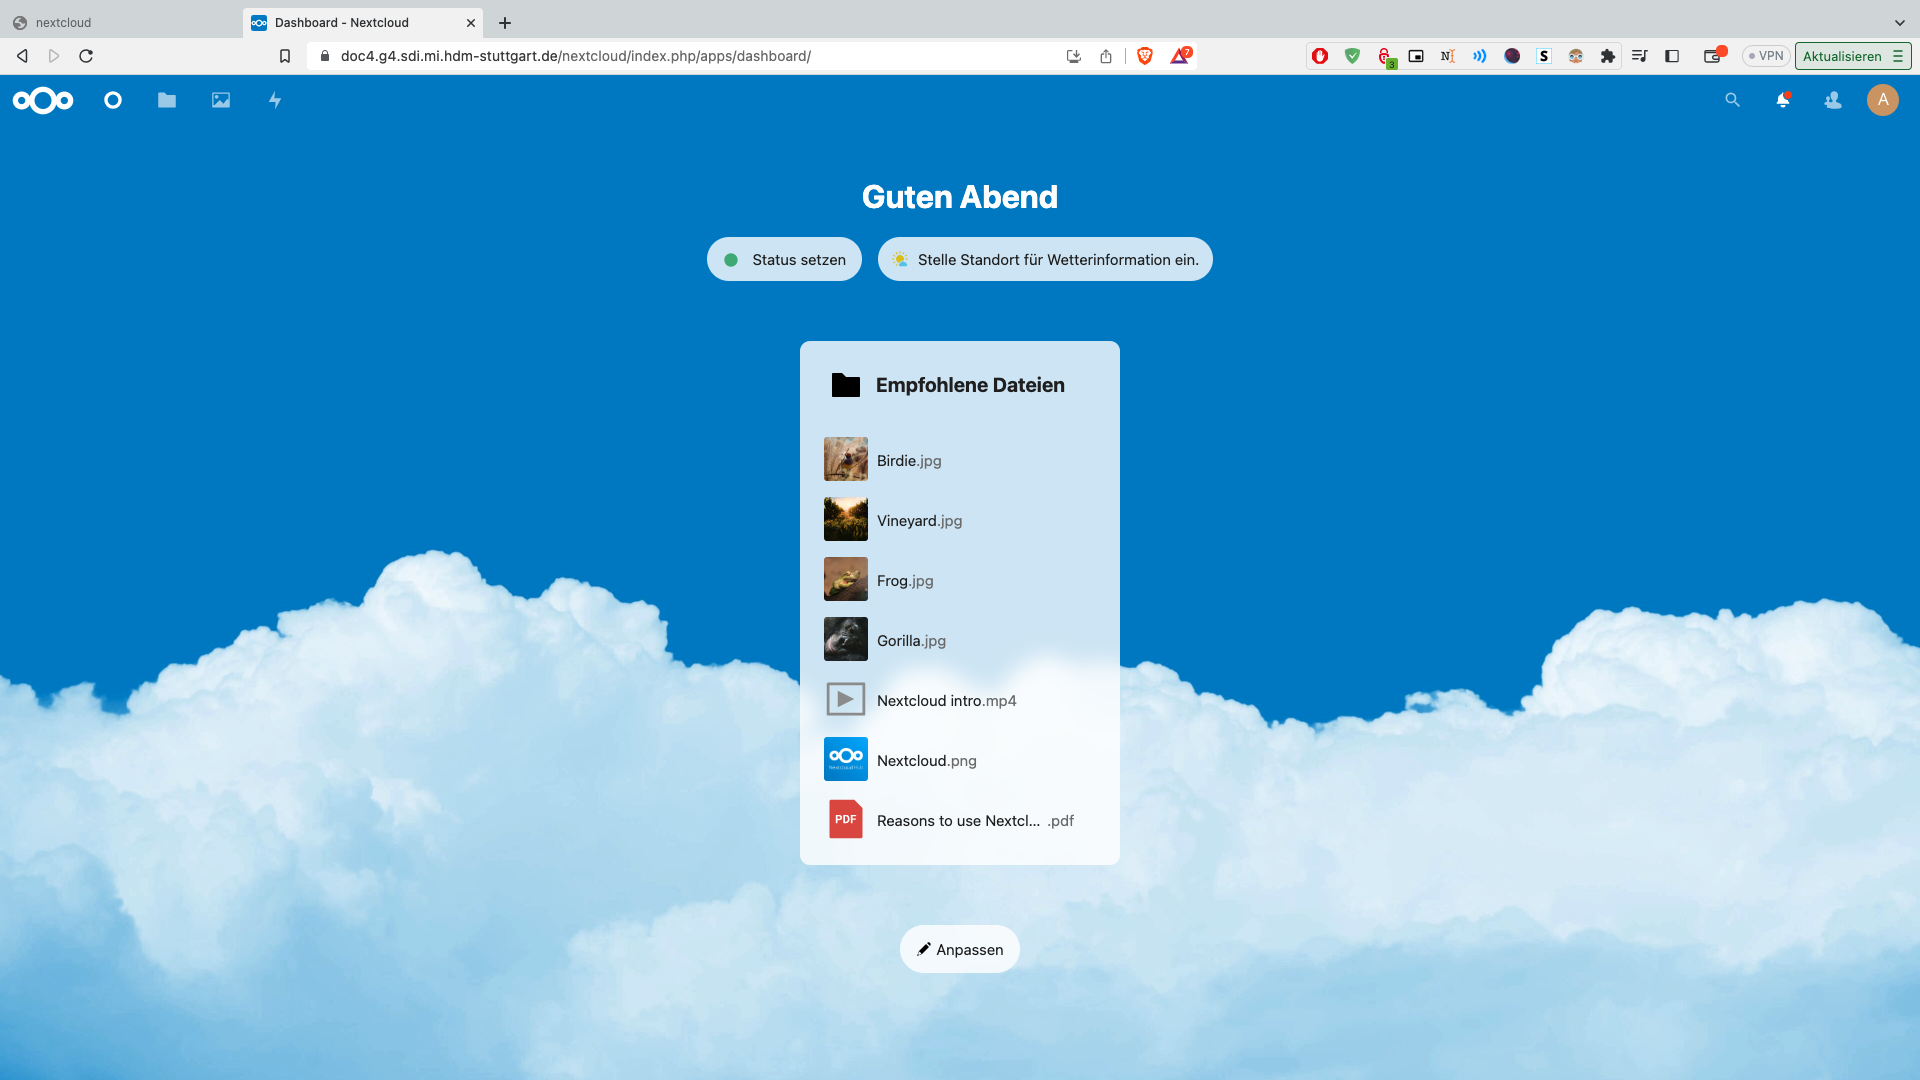 nextcloud
Dashboard - Nextcloud
doc4.g4.sdi.mi.hdm-stuttgart.de/nextcloud/index.php/apps/dashboard/
7
3
N
S
VPN
Aktualisieren
A
Guten Abend
Status setzen
Stelle Standort für Wetterinformation ein.
Empfohlene Dateien
Birdie.jpg
Vineyard.jpg
Frog.jpg
Gorilla.jpg
Nextcloud intro.mp4
Nextcloud.png
PDF
Reasons to use Nextcl... .pdf
Anpassen